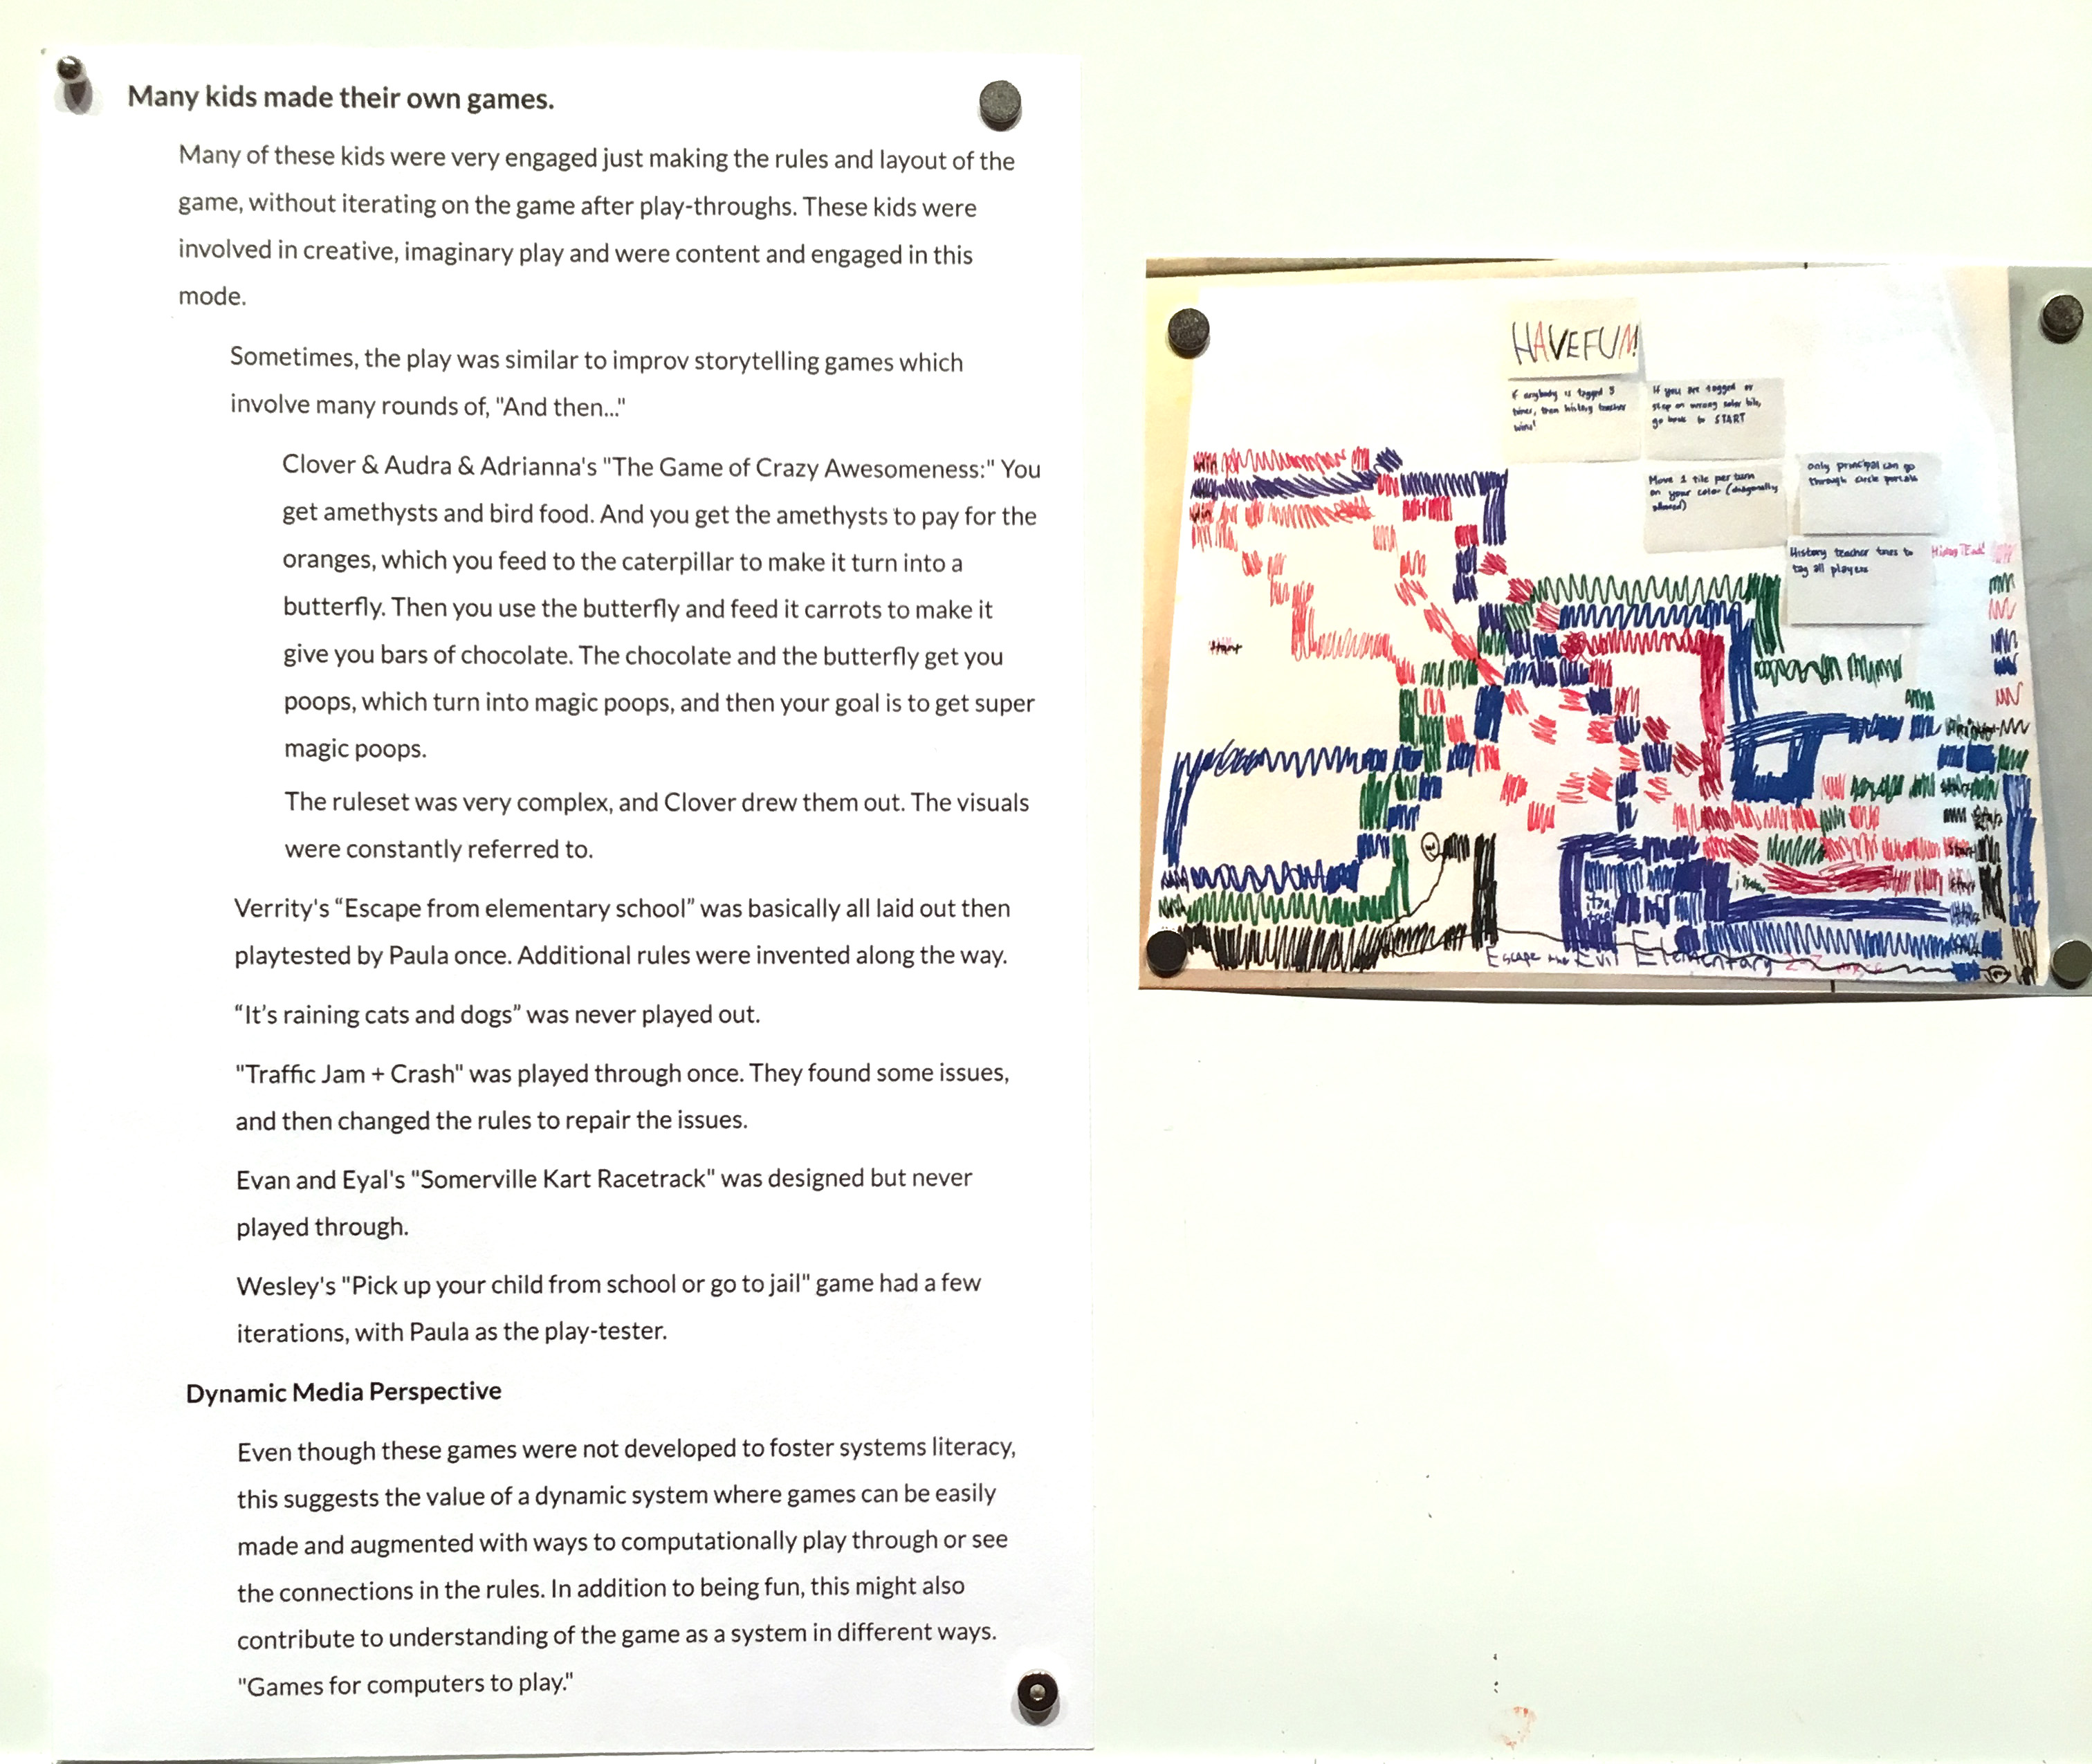 Many kids made their own games.
Many of these kids were very engaged just making the rules and layout of the
game, without iterating on the game after play-throughs. These kids were
involved in creative, imaginary play and were content and engaged in this
mode.
Sometimes, the play was similar to improv storytelling games which
involve many rounds of, "And then..."
Clover & Audra & Adrianna's "The Game of Crazy Awesomeness:" You
get amethysts and bird food. And you get the amethysts to pay for the
oranges, which you feed to the caterpillar to make it turn into a
butterfly. Then you use the butterfly and feed it carrots to make it
give you bars of chocolate. The chocolate and the butterfly get you
poops, which turn into magic poops, and then your goal is to get super
magic poops.
The ruleset was very complex, and Clover drew them out. The visuals
were constantly referred to.
Verrity's “Escape from elementary school” was basically all laid out then
playtested by Paula once. Additional rules were invented along the way.
“It’s raining cats and dogs” was never played out.
"Traffic Jam + Crash" was played through once. They found some issues,
and then changed the rules to repair the issues.
Evan and Eyal's "Somerville Kart Racetrack" was designed but never
played through.
Wesley's "Pick up your child from school or go to jail" game had a few
iterations, with Paula as the play-tester.
Dynamic Media Perspective
Even though these games were not developed to foster systems literacy,
this suggests the value of a dynamic system where games can be easily
made and augmented with ways to computationally play through or see
the connections in the rules. In addition to being fun, this might also
contribute to understanding of the game as a system in different ways.
"Games for computers to play."
HAVE FUN!
if anybody is tagged 3
times, then history teacher
wins!
If you are tagged or
step on wrong color tile,
go back to START
Move 1 tile per turn
on your color (diagonally
allowed)
only principal can go
through circle portals
History teacher tries to
tag all players
win
win
start
start
start
start
Escape the Evil Elementary